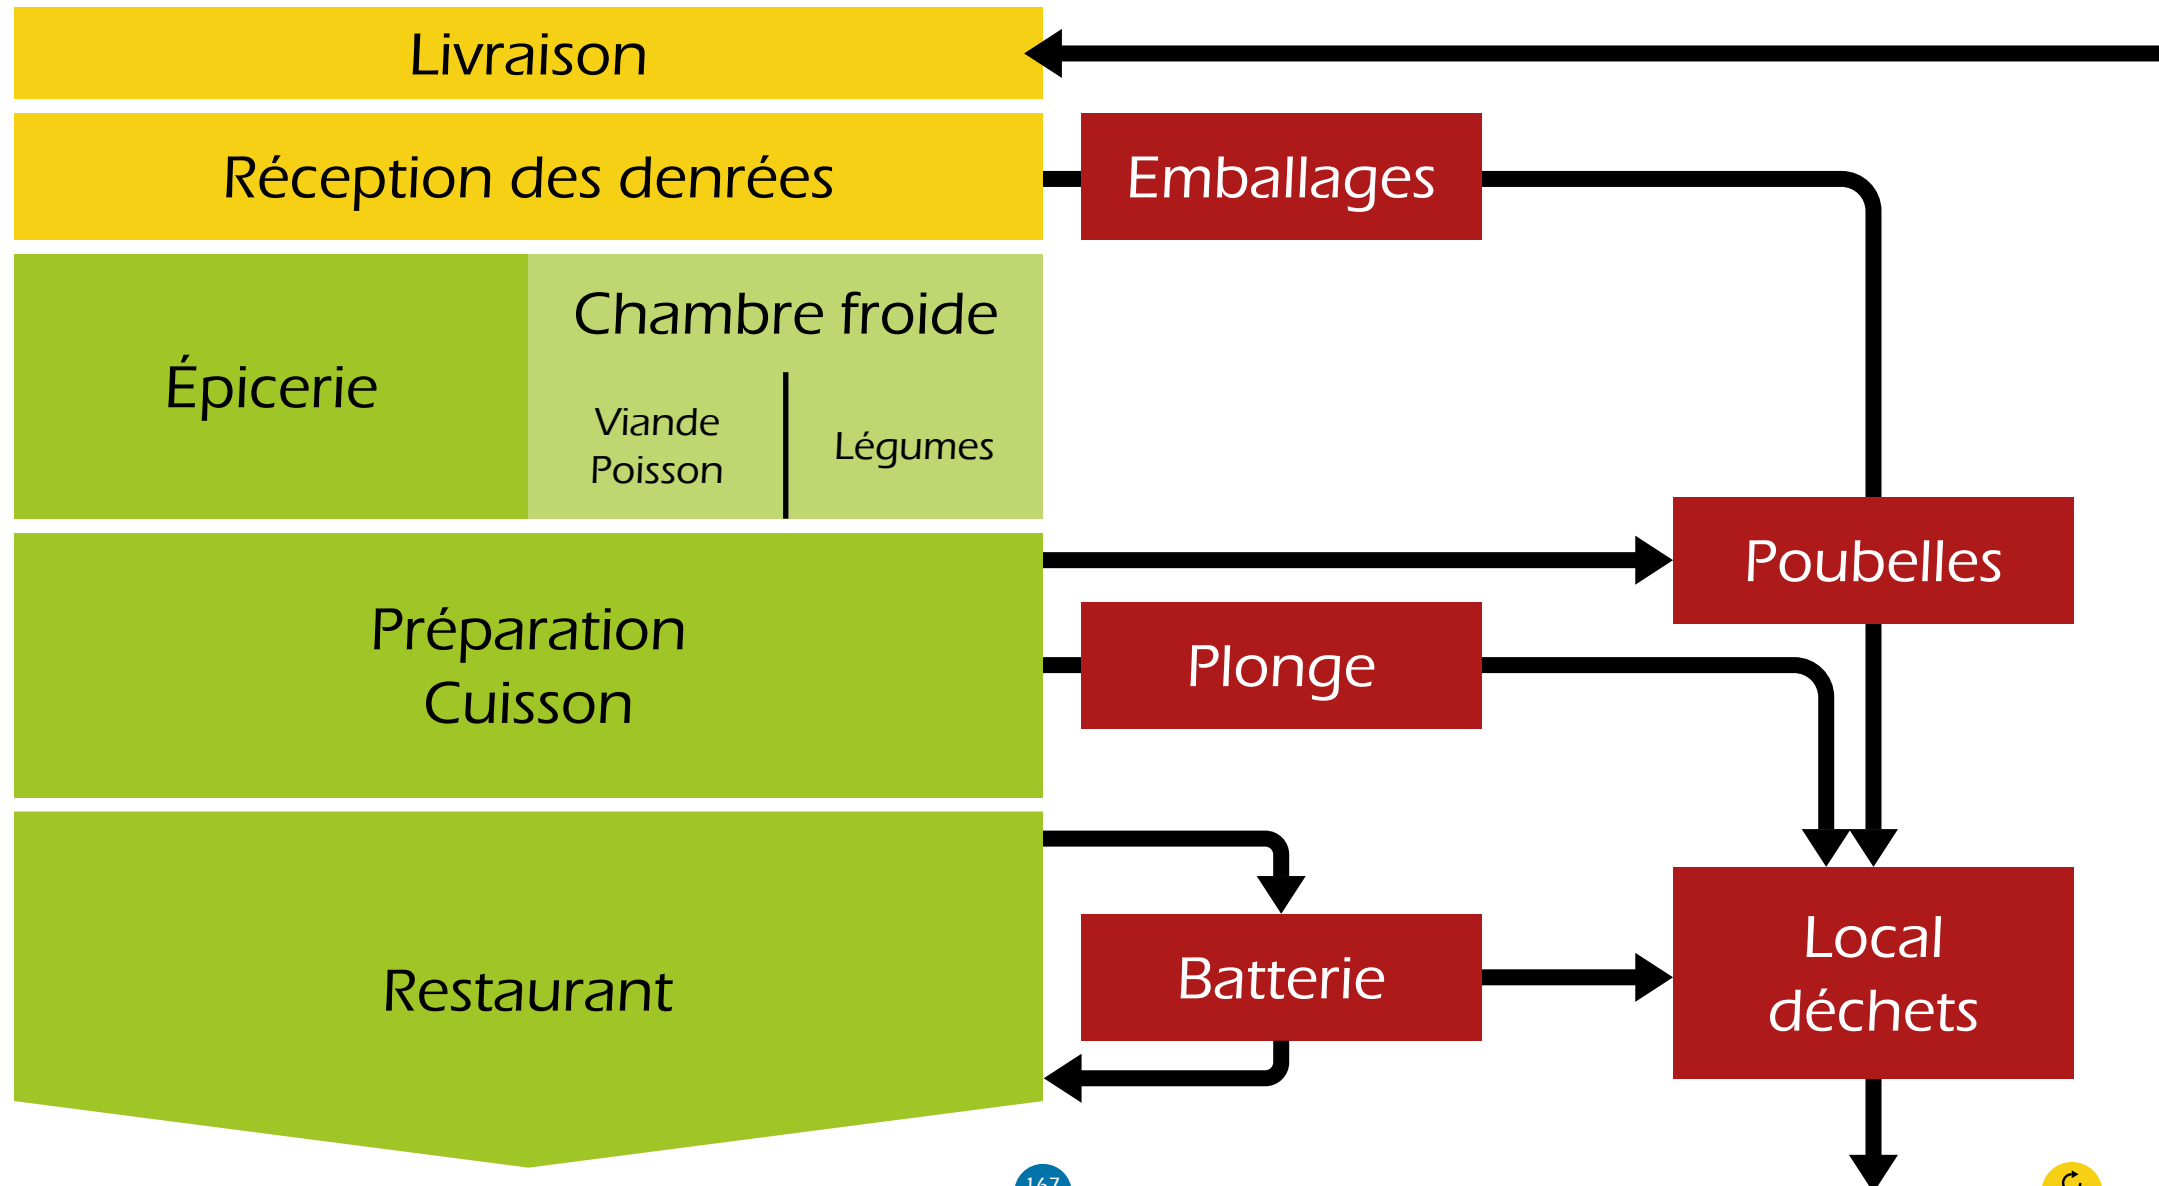 Livraison
Réception des denrées
Emballages
Épicerie
Chambre froide
Viande
Poisson
Légumes
Poubelles
Préparation
Cuisson
Plonge
Restaurant
Batterie
Local
déchets
167